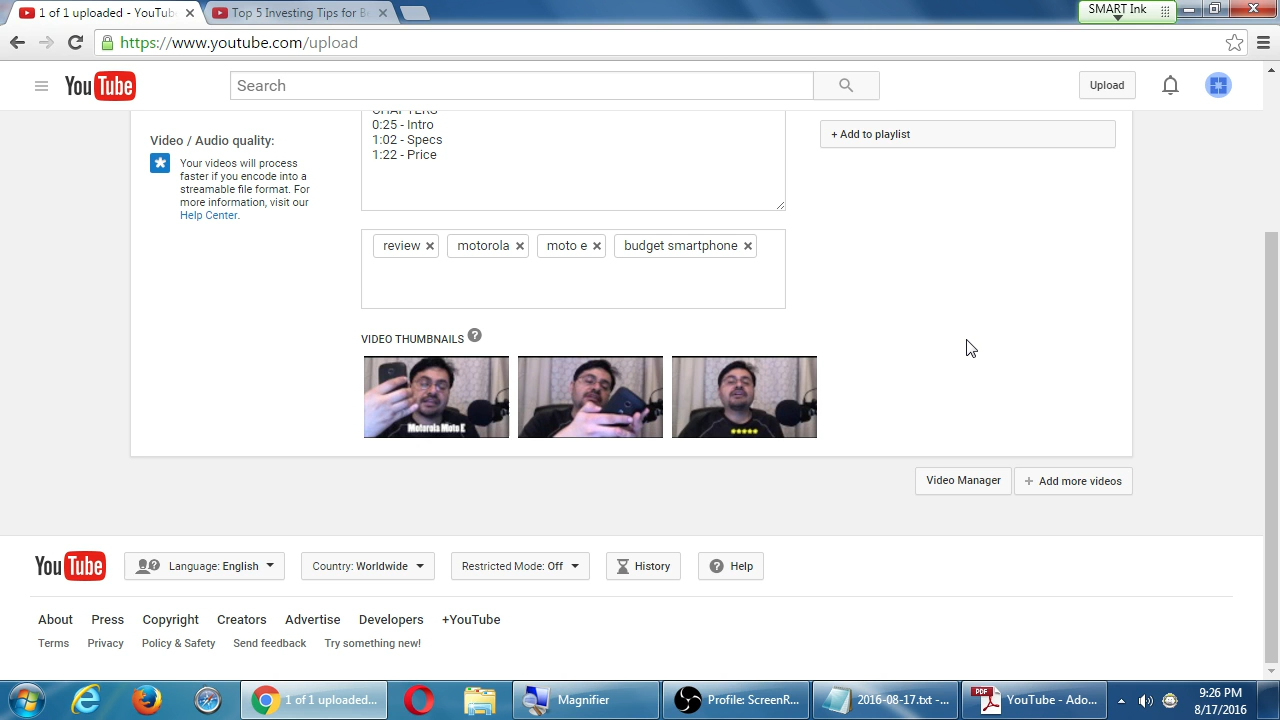 1 of 1 uploaded - YouTub
Top 5 Investing Tips for B
SMART Ink
https://www.youtube.com/upload
YouTube
Search
Upload
CHAPTERS
0:25 - Intro
1:02 - Specs
1:22 - Price
+ Add to playlist
Video / Audio quality:
Your videos will process
faster if you encode into a
streamable file format. For
more information, visit our
Help Center.
review
motorola
moto e
budget smartphone
VIDEO THUMBNAILS
Motorola Moto E
Video Manager
+ Add more videos
YouTube
Language: English
Country: Worldwide
Restricted Mode: Off
History
Help
About
Press
Copyright
Creators
Advertise
Developers
+YouTube
Terms
Privacy
Policy & Safety
Send feedback
Try something new!
1 of 1 uploaded...
Magnifier
Profile: ScreenR...
2016-08-17.txt -...
PDF
YouTube - Ado...
9:26 PM
8/17/2016